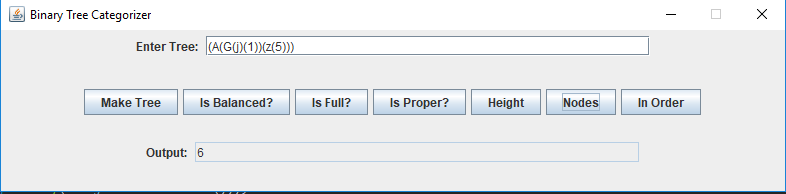 Binary Tree Categorizer
Enter Tree: (A(G(j)(1))(z(5)))
Make Tree Is Balanced? Is Full? Is Proper? Height Nodes In Order
Output: 6